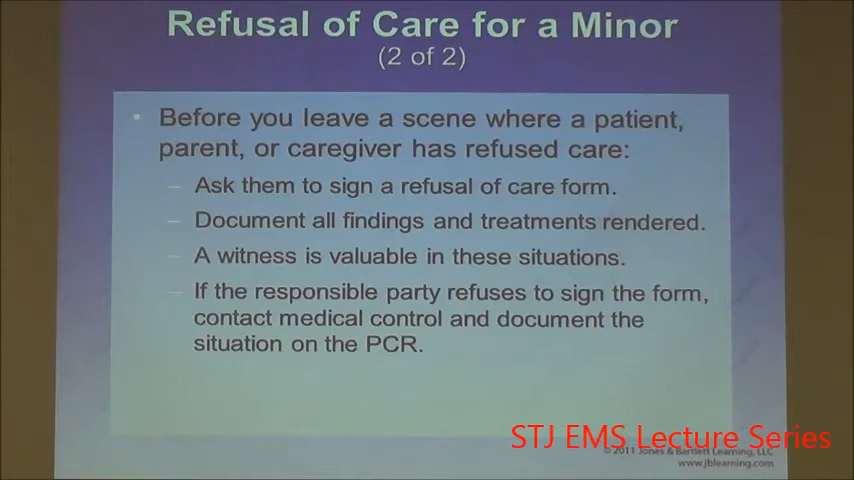 Refusal of Care for a Minor
(2 of 2)
• Before you leave a scene where a patient,
parent, or caregiver has refused care:
– Ask them to sign a refusal of care form.
– Document all findings and treatments rendered.
– A witness is valuable in these situations.
– If the responsible party refuses to sign the form,
contact medical control and document the
situation on the PCR.
STJ EMS Lecture Series
© 2011 Jones & Bartlett Learning, LLC
www.jblearning.com